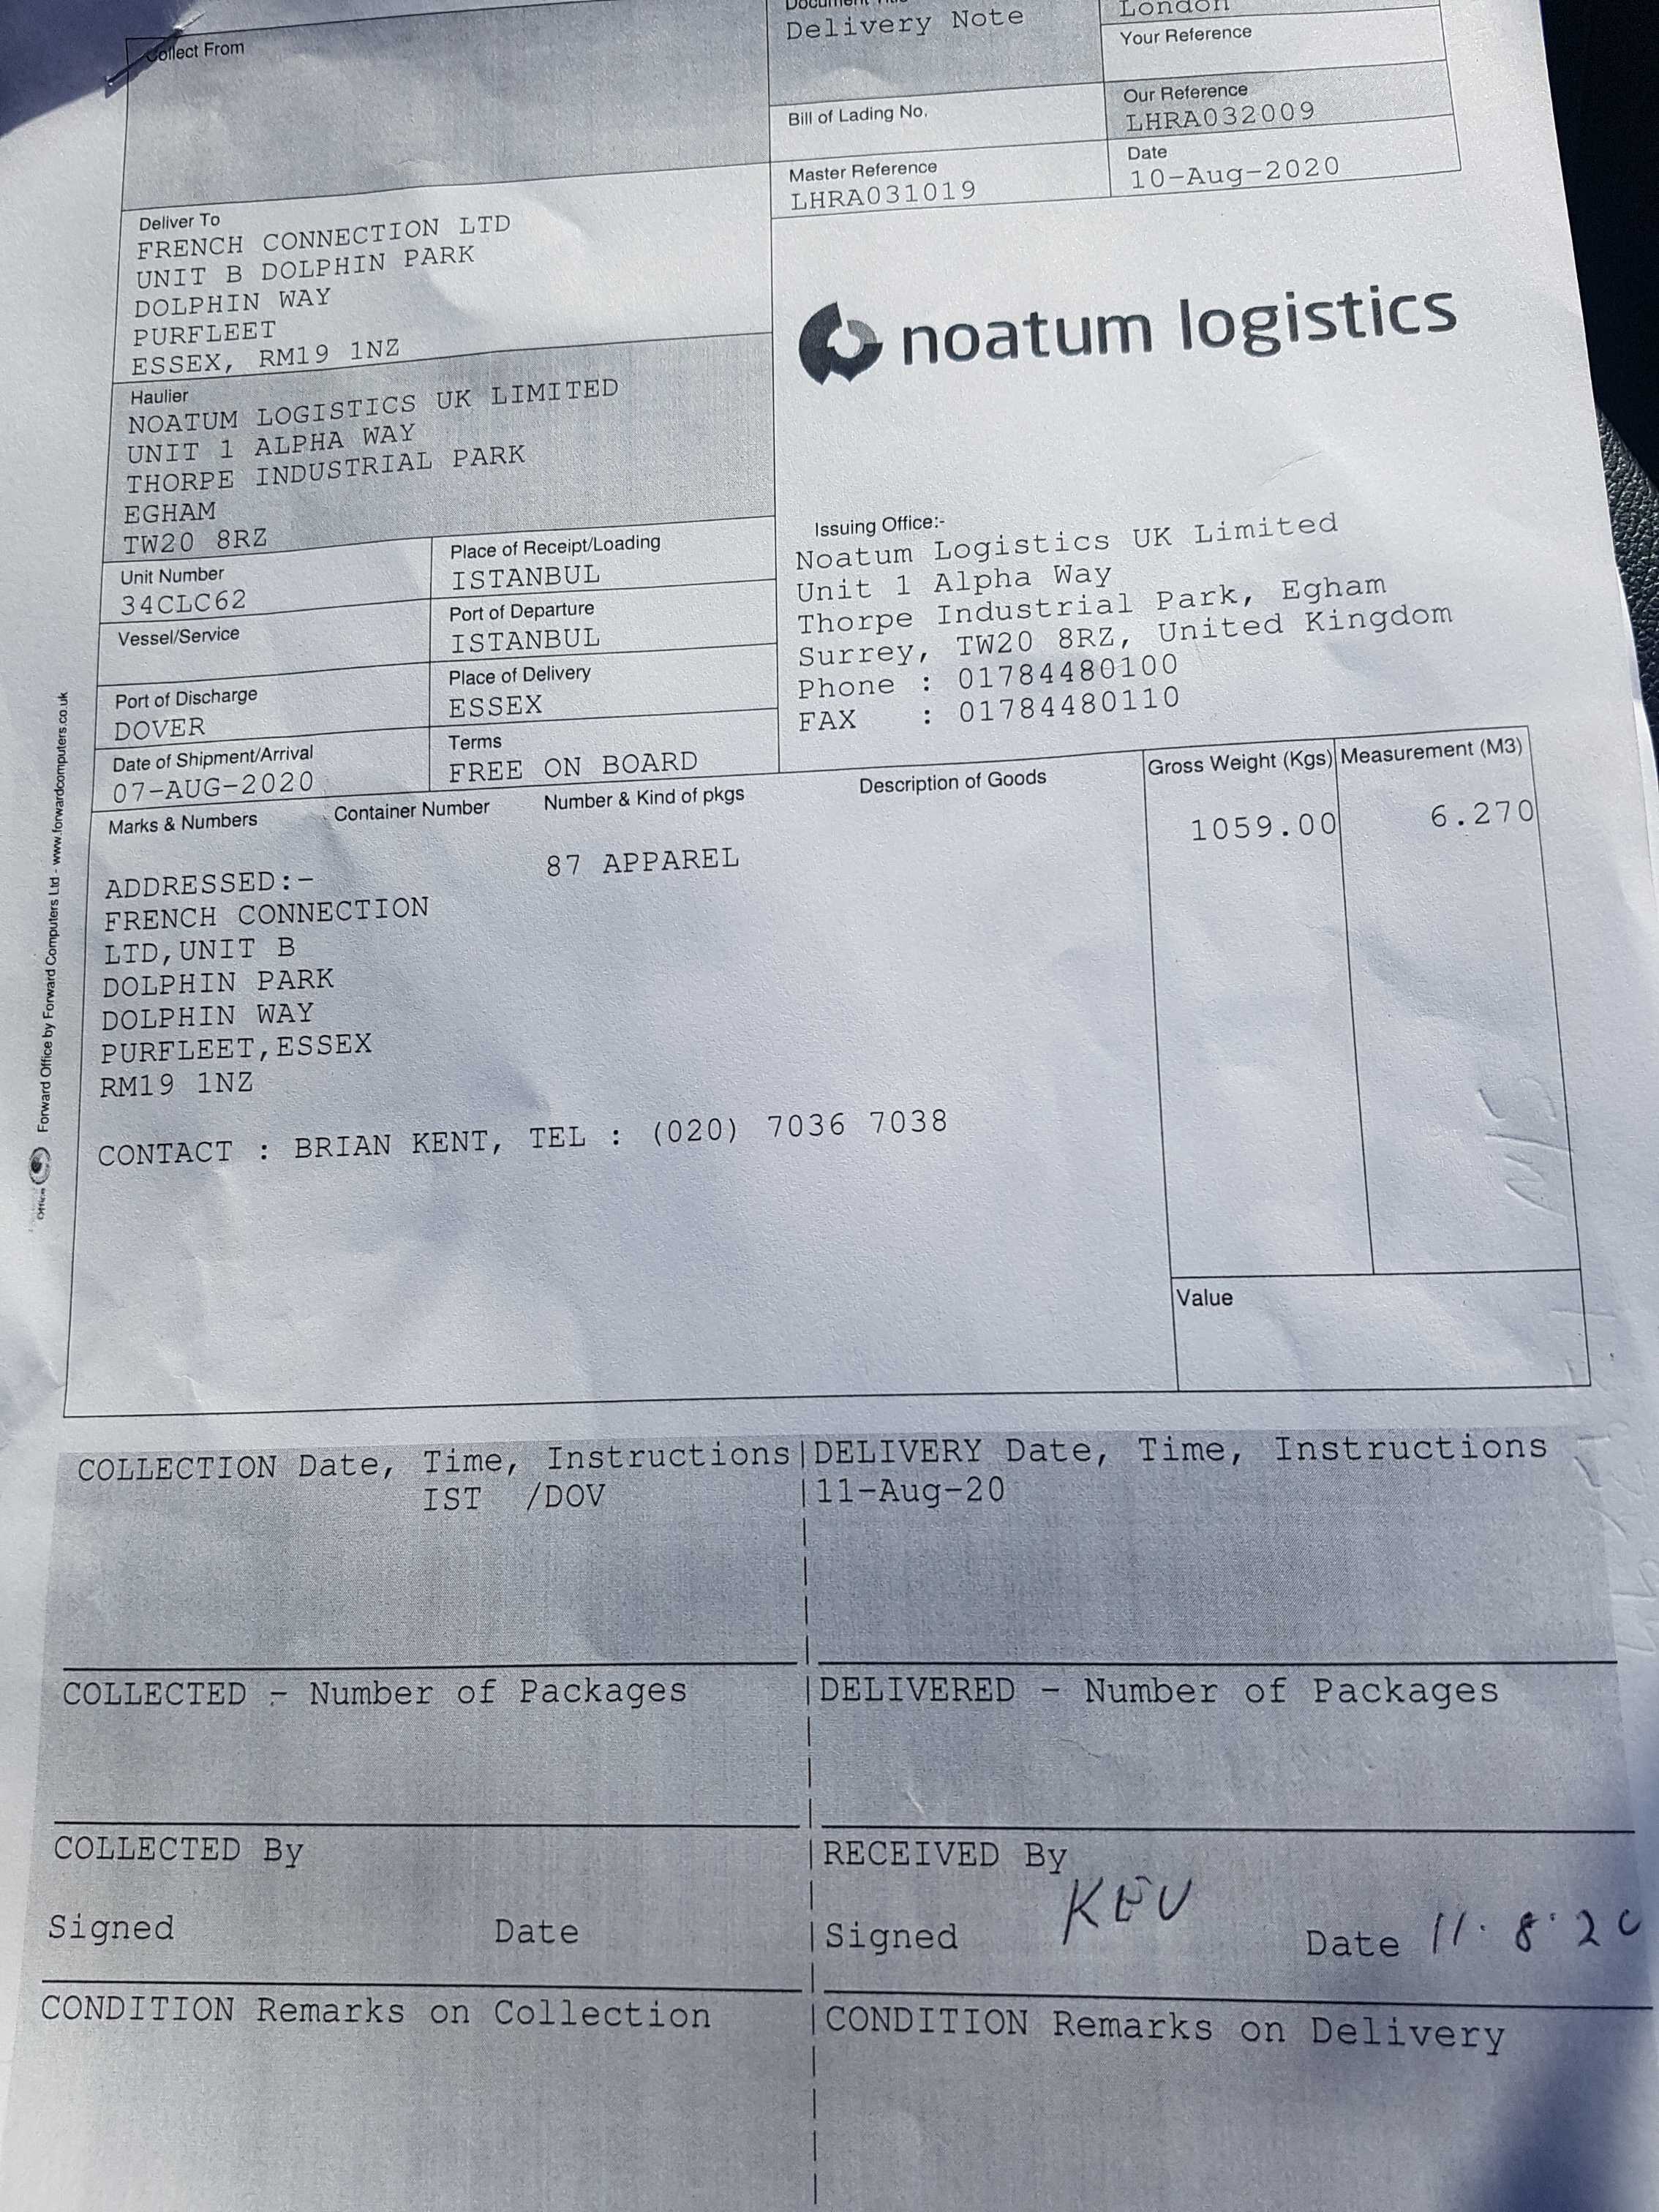 Delivery Note
London
Collect From
Your Reference
Bill of Lading No.
Our Reference
LHRA032009
Master Reference
LHRA031019
Date
10-Aug-2020
Deliver To
FRENCH CONNECTION LTD
UNIT B DOLPHIN PARK
DOLPHIN WAY
PURFLEET
ESSEX, RM19 1NZ
noatum logistics
Haulier
NOATUM LOGISTICS UK LIMITED
UNIT 1 ALPHA WAY
THORPE INDUSTRIAL PARK
EGHAM
TW20 8RZ
Issuing Office:-
Noatum Logistics UK Limited
Unit 1 Alpha Way
Thorpe Industrial Park, Egham
Surrey, TW20 8RZ, United Kingdom
Phone : 01784480100
FAX : 01784480110
Unit Number
34CLC62
Place of Receipt/Loading
ISTANBUL
Vessel/Service
Port of Departure
ISTANBUL
Port of Discharge
DOVER
Place of Delivery
ESSEX
Date of Shipment/Arrival
07-AUG-2020
Terms
FREE ON BOARD
Marks & Numbers Container Number Number & Kind of pkgs Description of Goods Gross Weight (Kgs) Measurement (M3)
87 APPAREL 1059.00 6.270
ADDRESSED:-
FRENCH CONNECTION
LTD,UNIT B
DOLPHIN PARK
DOLPHIN WAY
PURFLEET,ESSEX
RM19 1NZ
CONTACT : BRIAN KENT, TEL : (020) 7036 7038
Value
Forward Office by Forward Computers Ltd - www.forwardcomputers.co.uk
Office
COLLECTION Date, Time, Instructions|DELIVERY Date, Time, Instructions
IST /DOV |11-Aug-20
COLLECTED - Number of Packages |DELIVERED - Number of Packages
COLLECTED By |RECEIVED By
Signed Date |Signed KEV Date 11.8.20
CONDITION Remarks on Collection |CONDITION Remarks on Delivery